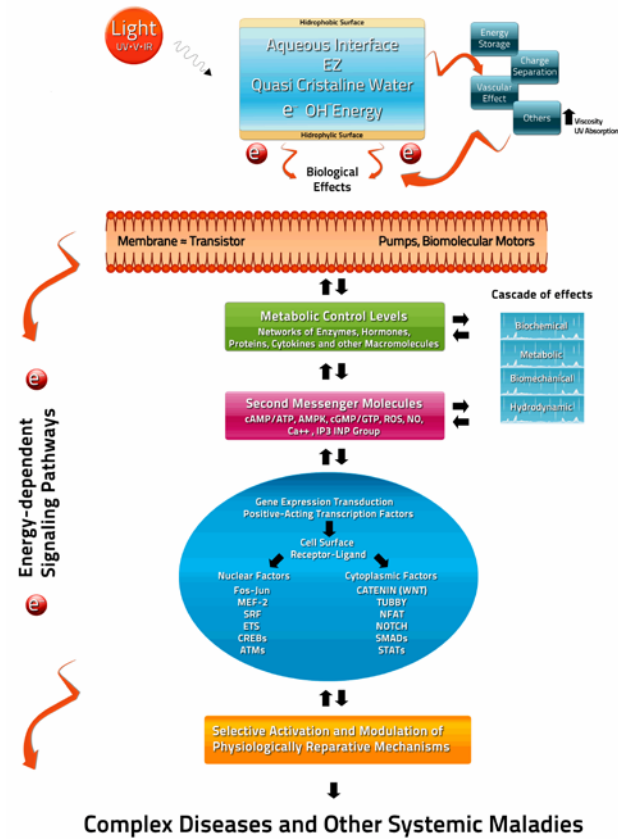 Light
UV•V•IR
Hidrophobic Surface
Aqueous Interface
EZ
Quasi Cristaline Water
e⁻ OH⁻Energy
Hidrophylic Surface
Energy
Storage
Charge
Separation
Vascular
Effect
Others
Viscosity
UV Absorption
e⁻
e⁻
Biological
Effects
Membrane = Transistor
Pumps, Biomolecular Motors
Metabolic Control Levels
Networks of Enzymes, Hormones,
Proteins, Cytokines and other Macromolecules
Cascade of effects
Biochemical
Metabolic
Biomechanical
Hydrodynamic
Second Messenger Molecules
cAMP/ATP, AMPK, cGMP/GTP, ROS, NO,
Ca++ , IP3 INP Group
e⁻
Energy-dependent
Signaling Pathways
e⁻
Gene Expression Transduction
Positive-Acting Transcription Factors
Cell Surface
Receptor-Ligand
Nuclear Factors
Fos-Jun
MEF-2
SRF
ETS
CREBs
ATMs
Cytoplasmic Factors
CATENIN (WNT)
TUBBY
NFAT
NOTCH
SMADs
STATs
Selective Activation and Modulation of
Physiologically Reparative Mechanisms
Complex Diseases and Other Systemic Maladies